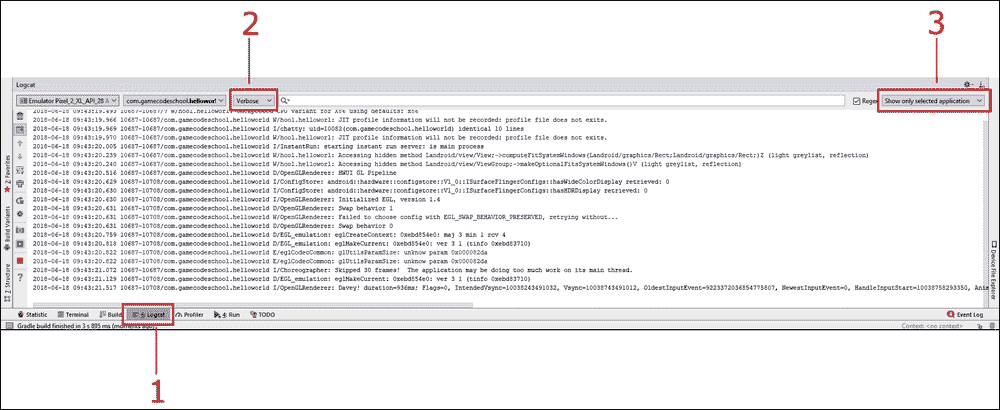 2
3
Logcat
Emulator Pixel_2_XL_API_28 A
com.gamecodeschool.hellowor
Verbose
Regex
Show only selected application
2018-06-18 09:43:19.493 10687-10687/? W/hool.helloworl: JIT variant for x86 using defaults: x86
2018-06-18 09:43:19.966 10687-10687/com.gamecodeschool.helloworld W/hool.helloworl: JIT profile information will not be recorded: profile file does not exits.
2018-06-18 09:43:19.969 10687-10687/com.gamecodeschool.helloworld I/chatty: uid=10082(com.gamecodeschool.helloworld) identical 10 lines
2018-06-18 09:43:19.970 10687-10687/com.gamecodeschool.helloworld W/hool.helloworl: JIT profile information will not be recorded: profile file does not exits.
2018-06-18 09:43:20.005 10687-10687/com.gamecodeschool.helloworld I/InstantRun: starting instant run server: is main process
2018-06-18 09:43:20.239 10687-10687/com.gamecodeschool.helloworld W/hool.helloworl: Accessing hidden method Landroid/view/View;->computeFitSystemWindows(Landroid/graphics/Rect;Landroid/graphics/Rect;)Z (light greylist, reflection)
2018-06-18 09:43:20.240 10687-10687/com.gamecodeschool.helloworld W/hool.helloworl: Accessing hidden method Landroid/view/ViewGroup;->makeOptionalFitsSystemWindows()V (light greylist, reflection)
2018-06-18 09:43:20.516 10687-10687/com.gamecodeschool.helloworld D/OpenGLRenderer: HWUI GL Pipeline
2018-06-18 09:43:20.629 10687-10708/com.gamecodeschool.helloworld I/ConfigStore: android::hardware::configstore::V1_0::ISurfaceFlingerConfigs::hasWideColorDisplay retrieved: 0
2018-06-18 09:43:20.630 10687-10708/com.gamecodeschool.helloworld I/ConfigStore: android::hardware::configstore::V1_0::ISurfaceFlingerConfigs::hasHDRDisplay retrieved: 0
2018-06-18 09:43:20.630 10687-10708/com.gamecodeschool.helloworld I/OpenGLRenderer: Initialized EGL, version 1.4
2018-06-18 09:43:20.631 10687-10708/com.gamecodeschool.helloworld D/OpenGLRenderer: Swap behavior 1
2018-06-18 09:43:20.631 10687-10708/com.gamecodeschool.helloworld W/OpenGLRenderer: Failed to choose config with EGL_SWAP_BEHAVIOR_PRESERVED, retrying without...
2018-06-18 09:43:20.631 10687-10708/com.gamecodeschool.helloworld D/OpenGLRenderer: Swap behavior 0
2018-06-18 09:43:20.759 10687-10708/com.gamecodeschool.helloworld D/EGL_emulation: eglCreateContext: 0xebd854e0: maj 3 min 1 rcv 4
2018-06-18 09:43:20.818 10687-10708/com.gamecodeschool.helloworld D/EGL_emulation: eglMakeCurrent: 0xebd854e0: ver 3 1 (tinfo 0xebd83710)
2018-06-18 09:43:20.820 10687-10708/com.gamecodeschool.helloworld E/eglCodecCommon: glUtilsParamSize: unknow param 0x000082da
2018-06-18 09:43:20.820 10687-10708/com.gamecodeschool.helloworld E/eglCodecCommon: glUtilsParamSize: unknow param 0x000082da
2018-06-18 09:43:21.072 10687-10687/com.gamecodeschool.helloworld I/Choreographer: Skipped 30 frames! The application may be doing too much work on its main thread.
2018-06-18 09:43:21.129 10687-10708/com.gamecodeschool.helloworld D/EGL_emulation: eglMakeCurrent: 0xebd854e0: ver 3 1 (tinfo 0xebd83710)
2018-06-18 09:43:21.517 10687-10708/com.gamecodeschool.helloworld I/OpenGLRenderer: Davey! duration=936ms; Flags=0, IntendedVsync=10038243491032, Vsync=10038743491012, OldestInputEvent=9223372036854775807, NewestInputEvent=0, HandleInputStart=10038758293350, Ani
2: Favorites
Build Variants
Z: Structure
Device File Explorer
Statistic
Terminal
Build
6: Logcat
Profiler
4: Run
TODO
Event Log
Gradle build finished in 3 s 895 ms
Context: <no context>
1